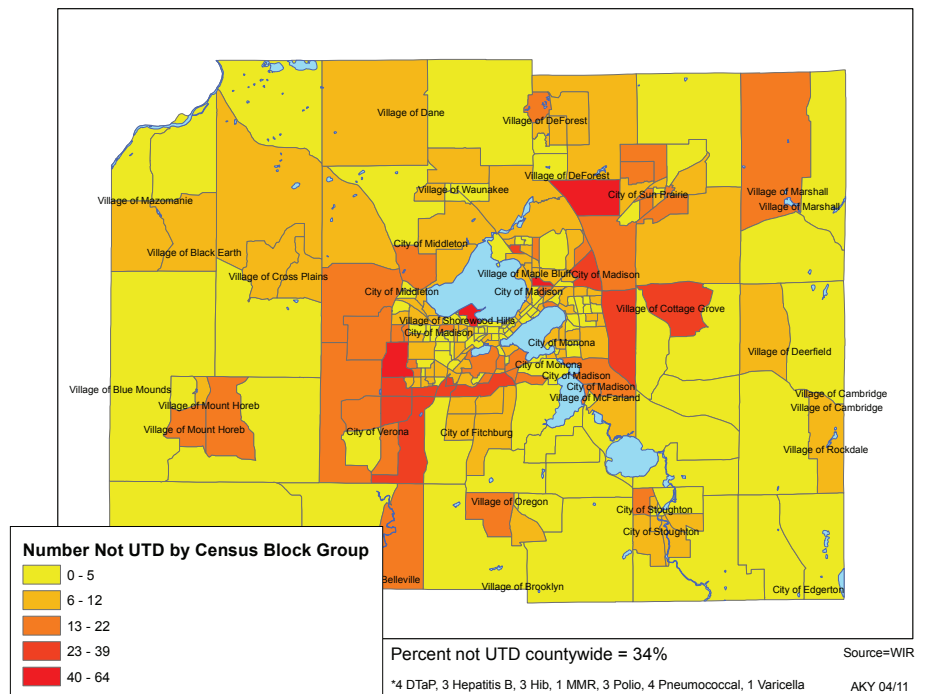 Village of Dane
Village of DeForest
Village of DeForest
Village of Waunakee
City of Sun Prairie
Village of Marshall
Village of Mazomanie
Village of Marshall
City of Middleton
Village of Black Earth
Village of Cross Plains
Village of Maple Bluff
City of Madison
City of Middleton
City of Madison
Village of Cottage Grove
Village of Shorewood Hills
City of Madison
City of Monona
Village of Deerfield
City of Monona
City of Madison
Village of Blue Mounds
City of Madison
Village of Cambridge
Village of McFarland
Village of Mount Horeb
Village of Cambridge
Village of Mount Horeb
City of Verona
City of Fitchburg
Village of Rockdale
Village of Oregon
City of Stoughton
City of Stoughton
Belleville
Village of Brooklyn
City of Edgerton
Number Not UTD by Census Block Group
0 - 5
6 - 12
13 - 22
23 - 39
40 - 64
Percent not UTD countywide = 34%
Source=WIR
*4 DTaP, 3 Hepatitis B, 3 Hib, 1 MMR, 3 Polio, 4 Pneumococcal, 1 Varicella
AKY 04/11